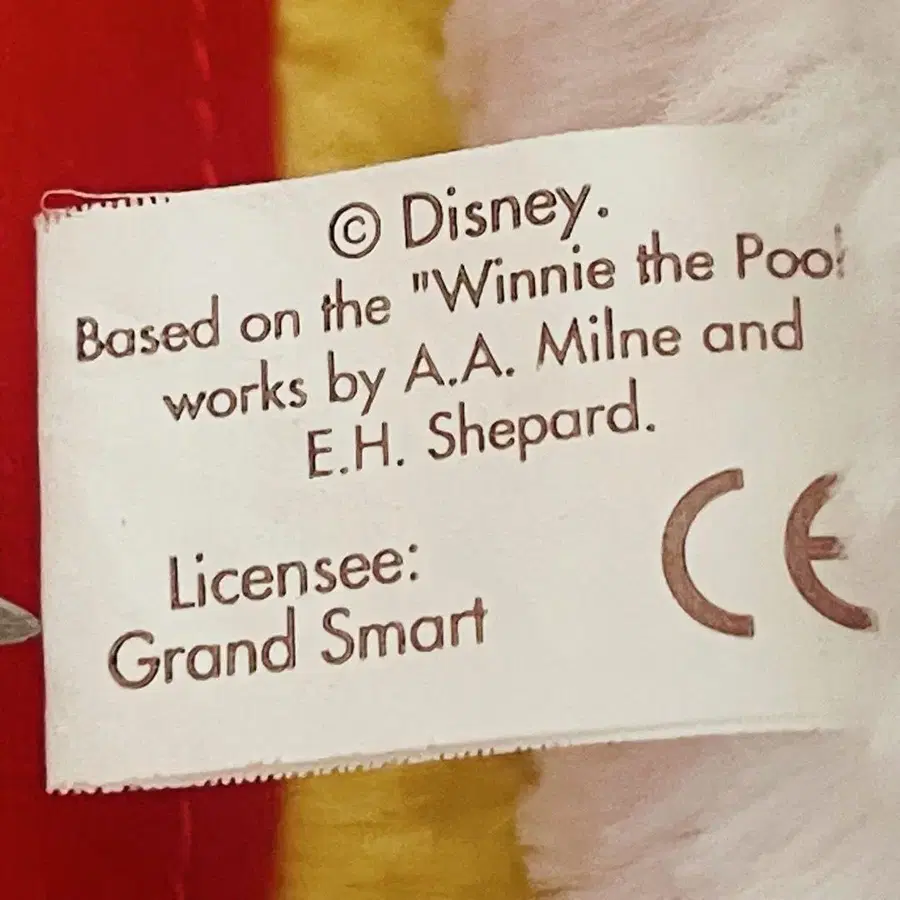 © Disney.
Based on the "Winnie the Poo
works by A.A. Milne and
E.H. Shepard.
Licensee:
Grand Smart
CE